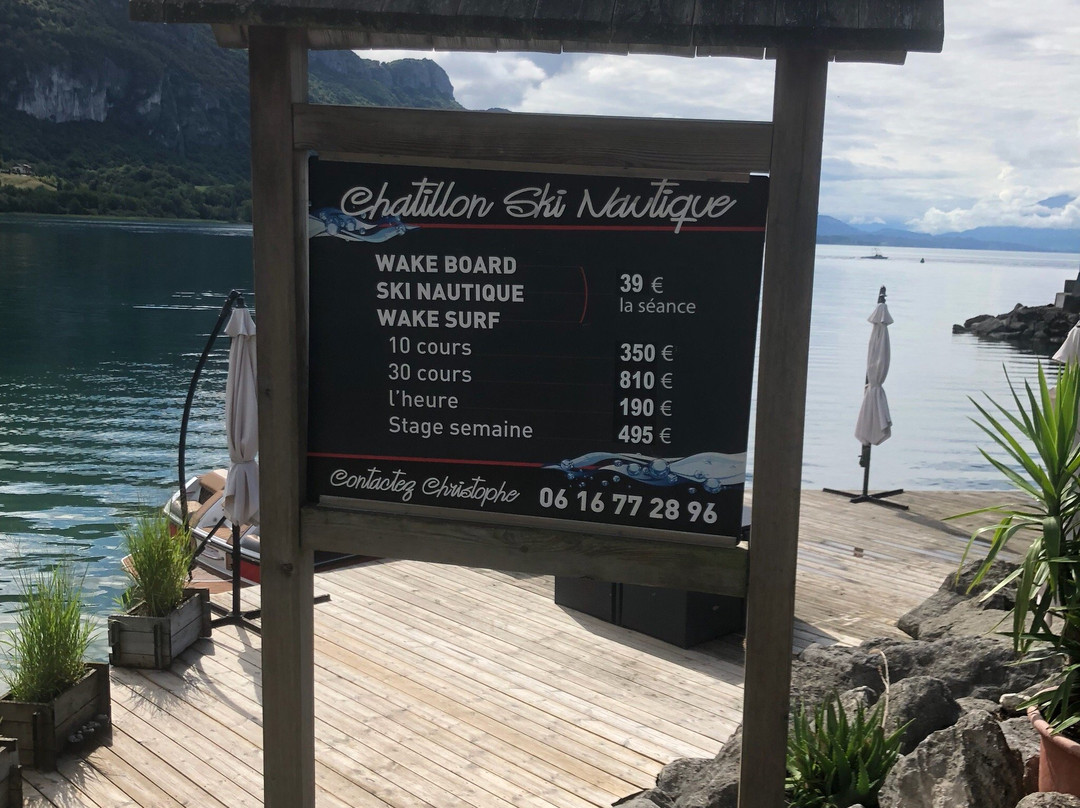 Chatillon Ski Nautique
WAKE BOARD
SKI NAUTIQUE
WAKE SURF
39 €
la séance
10 cours 350 €
30 cours 810 €
l'heure 190 €
Stage semaine 495 €
Contactez Christophe 06 16 77 28 96